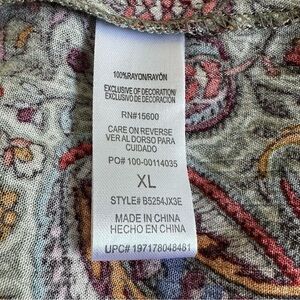 100%RAYON/RAYÓN
EXCLUSIVE OF DECORATION/
EXCLUSIVO DE DECORACIÓN
RN#15600
CARE ON REVERSE
VER AL DORSO PARA
CUIDADO
PO# 100-00114035
XL
STYLE# B5254JX3E
MADE IN CHINA
HECHO EN CHINA
UPC# 197178048481